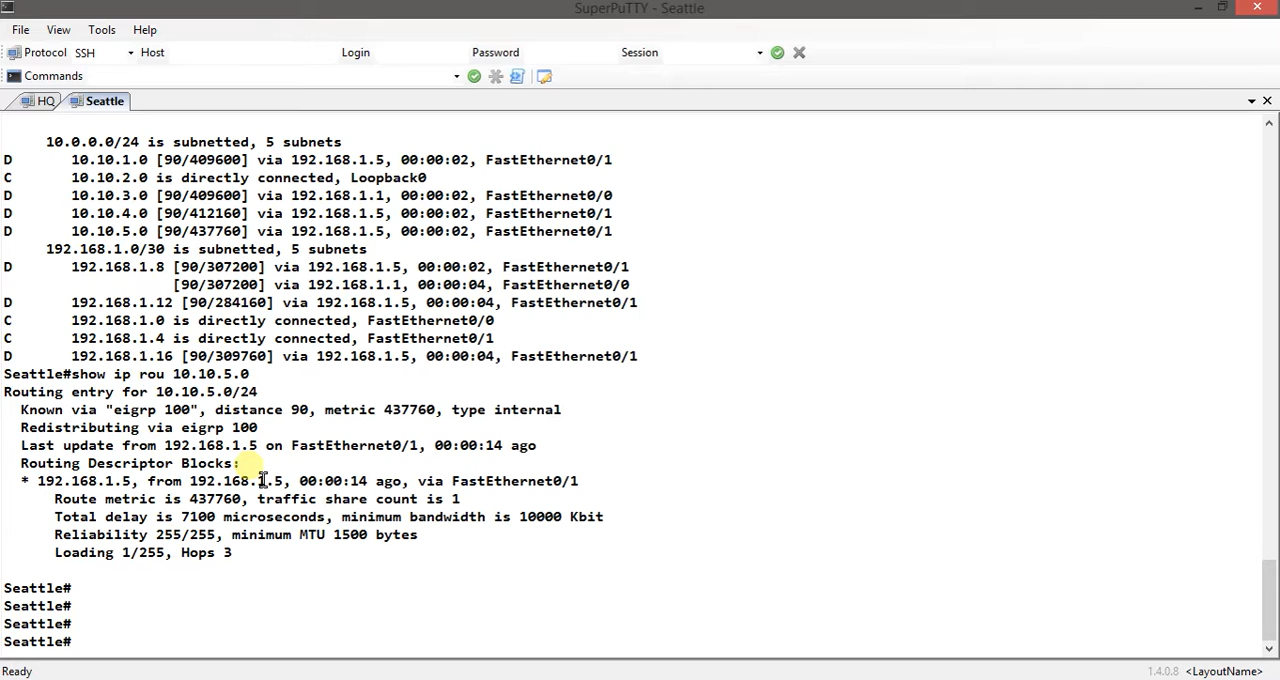 SuperPuTTY - Seattle
File View Tools Help
Protocol SSH Host Login Password Session
Commands
HQ Seattle
10.0.0.0/24 is subnetted, 5 subnets
D 10.10.1.0 [90/409600] via 192.168.1.5, 00:00:02, FastEthernet0/1
C 10.10.2.0 is directly connected, Loopback0
D 10.10.3.0 [90/409600] via 192.168.1.1, 00:00:02, FastEthernet0/0
D 10.10.4.0 [90/412160] via 192.168.1.5, 00:00:02, FastEthernet0/1
D 10.10.5.0 [90/437760] via 192.168.1.5, 00:00:02, FastEthernet0/1
192.168.1.0/30 is subnetted, 5 subnets
D 192.168.1.8 [90/307200] via 192.168.1.5, 00:00:02, FastEthernet0/1
[90/307200] via 192.168.1.1, 00:00:04, FastEthernet0/0
D 192.168.1.12 [90/284160] via 192.168.1.5, 00:00:04, FastEthernet0/1
C 192.168.1.0 is directly connected, FastEthernet0/0
C 192.168.1.4 is directly connected, FastEthernet0/1
D 192.168.1.16 [90/309760] via 192.168.1.5, 00:00:04, FastEthernet0/1
Seattle#show ip rou 10.10.5.0
Routing entry for 10.10.5.0/24
Known via "eigrp 100", distance 90, metric 437760, type internal
Redistributing via eigrp 100
Last update from 192.168.1.5 on FastEthernet0/1, 00:00:14 ago
Routing Descriptor Blocks:
* 192.168.1.5, from 192.168.1.5, 00:00:14 ago, via FastEthernet0/1
Route metric is 437760, traffic share count is 1
Total delay is 7100 microseconds, minimum bandwidth is 10000 Kbit
Reliability 255/255, minimum MTU 1500 bytes
Loading 1/255, Hops 3
Seattle#
Seattle#
Seattle#
Seattle#
Ready 1.4.0.8 <LayoutName>